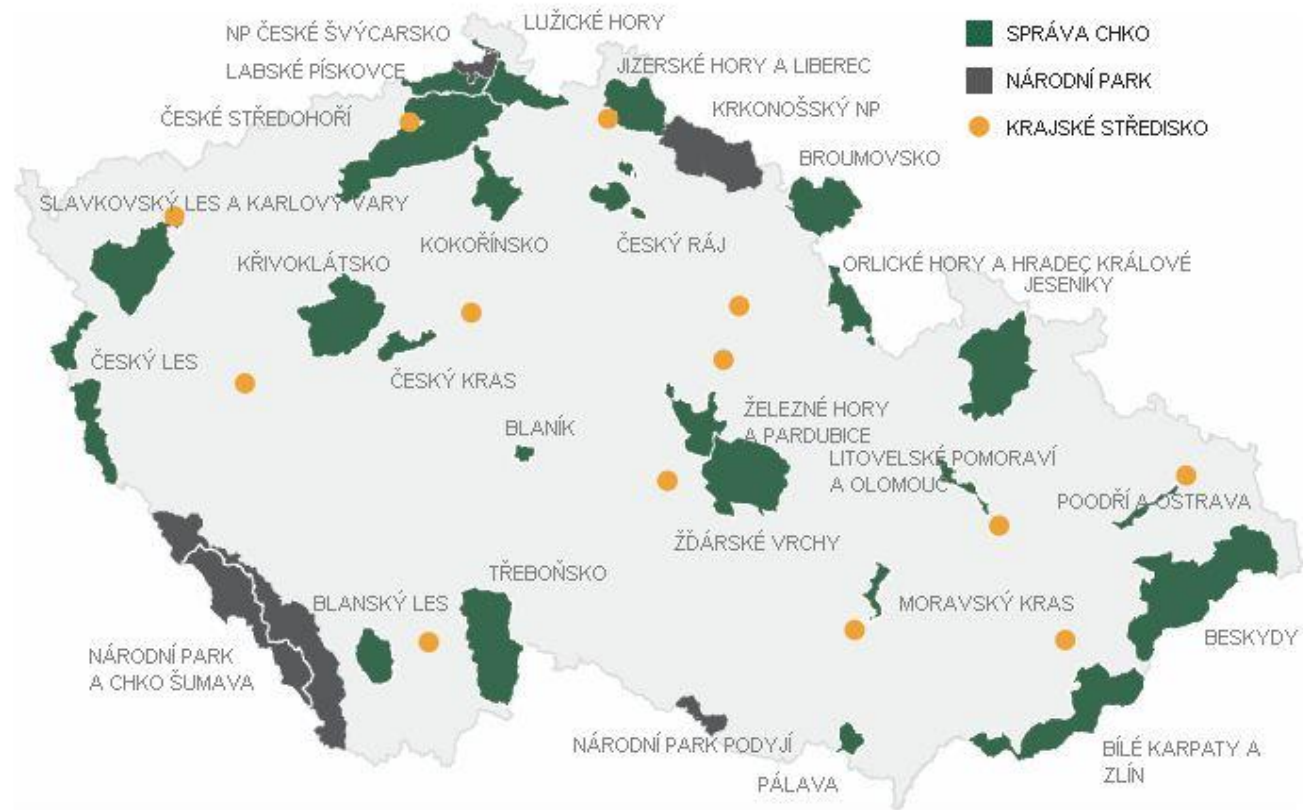 LUŽICKÉ HORY
NP ČESKÉ ŠVÝCARSKO
SPRÁVA CHKO
LABSKÉ PÍSKOVCE
JIZERSKÉ HORY A LIBEREC
NÁRODNÍ PARK
ČESKÉ STŘEDOHOŘÍ
KRKONOŠSKÝ NP
KRAJSKÉ STŘEDISKO
BROUMOVSKO
SLAVKOVSKÝ LES A KARLOVY VARY
KOKOŘÍNSKO
ČESKÝ RÁJ
KŘIVOKLÁTSKO
ORLICKÉ HORY A HRADEC KRÁLOVÉ
JESENÍKY
ČESKÝ LES
ČESKÝ KRAS
ŽELEZNÉ HORY
A PARDUBICE
BLANÍK
LITOVELSKÉ POMORAVÍ
A OLOMOUC
POODŘÍ A OSTRAVA
ŽĎÁRSKÉ VRCHY
TŘEBOŇSKO
BLANSKÝ LES
MORAVSKÝ KRAS
BESKYDY
NÁRODNÍ PARK
A CHKO ŠUMAVA
NÁRODNÍ PARK PODYJÍ
BÍLÉ KARPATY A
ZLÍN
PÁLAVA